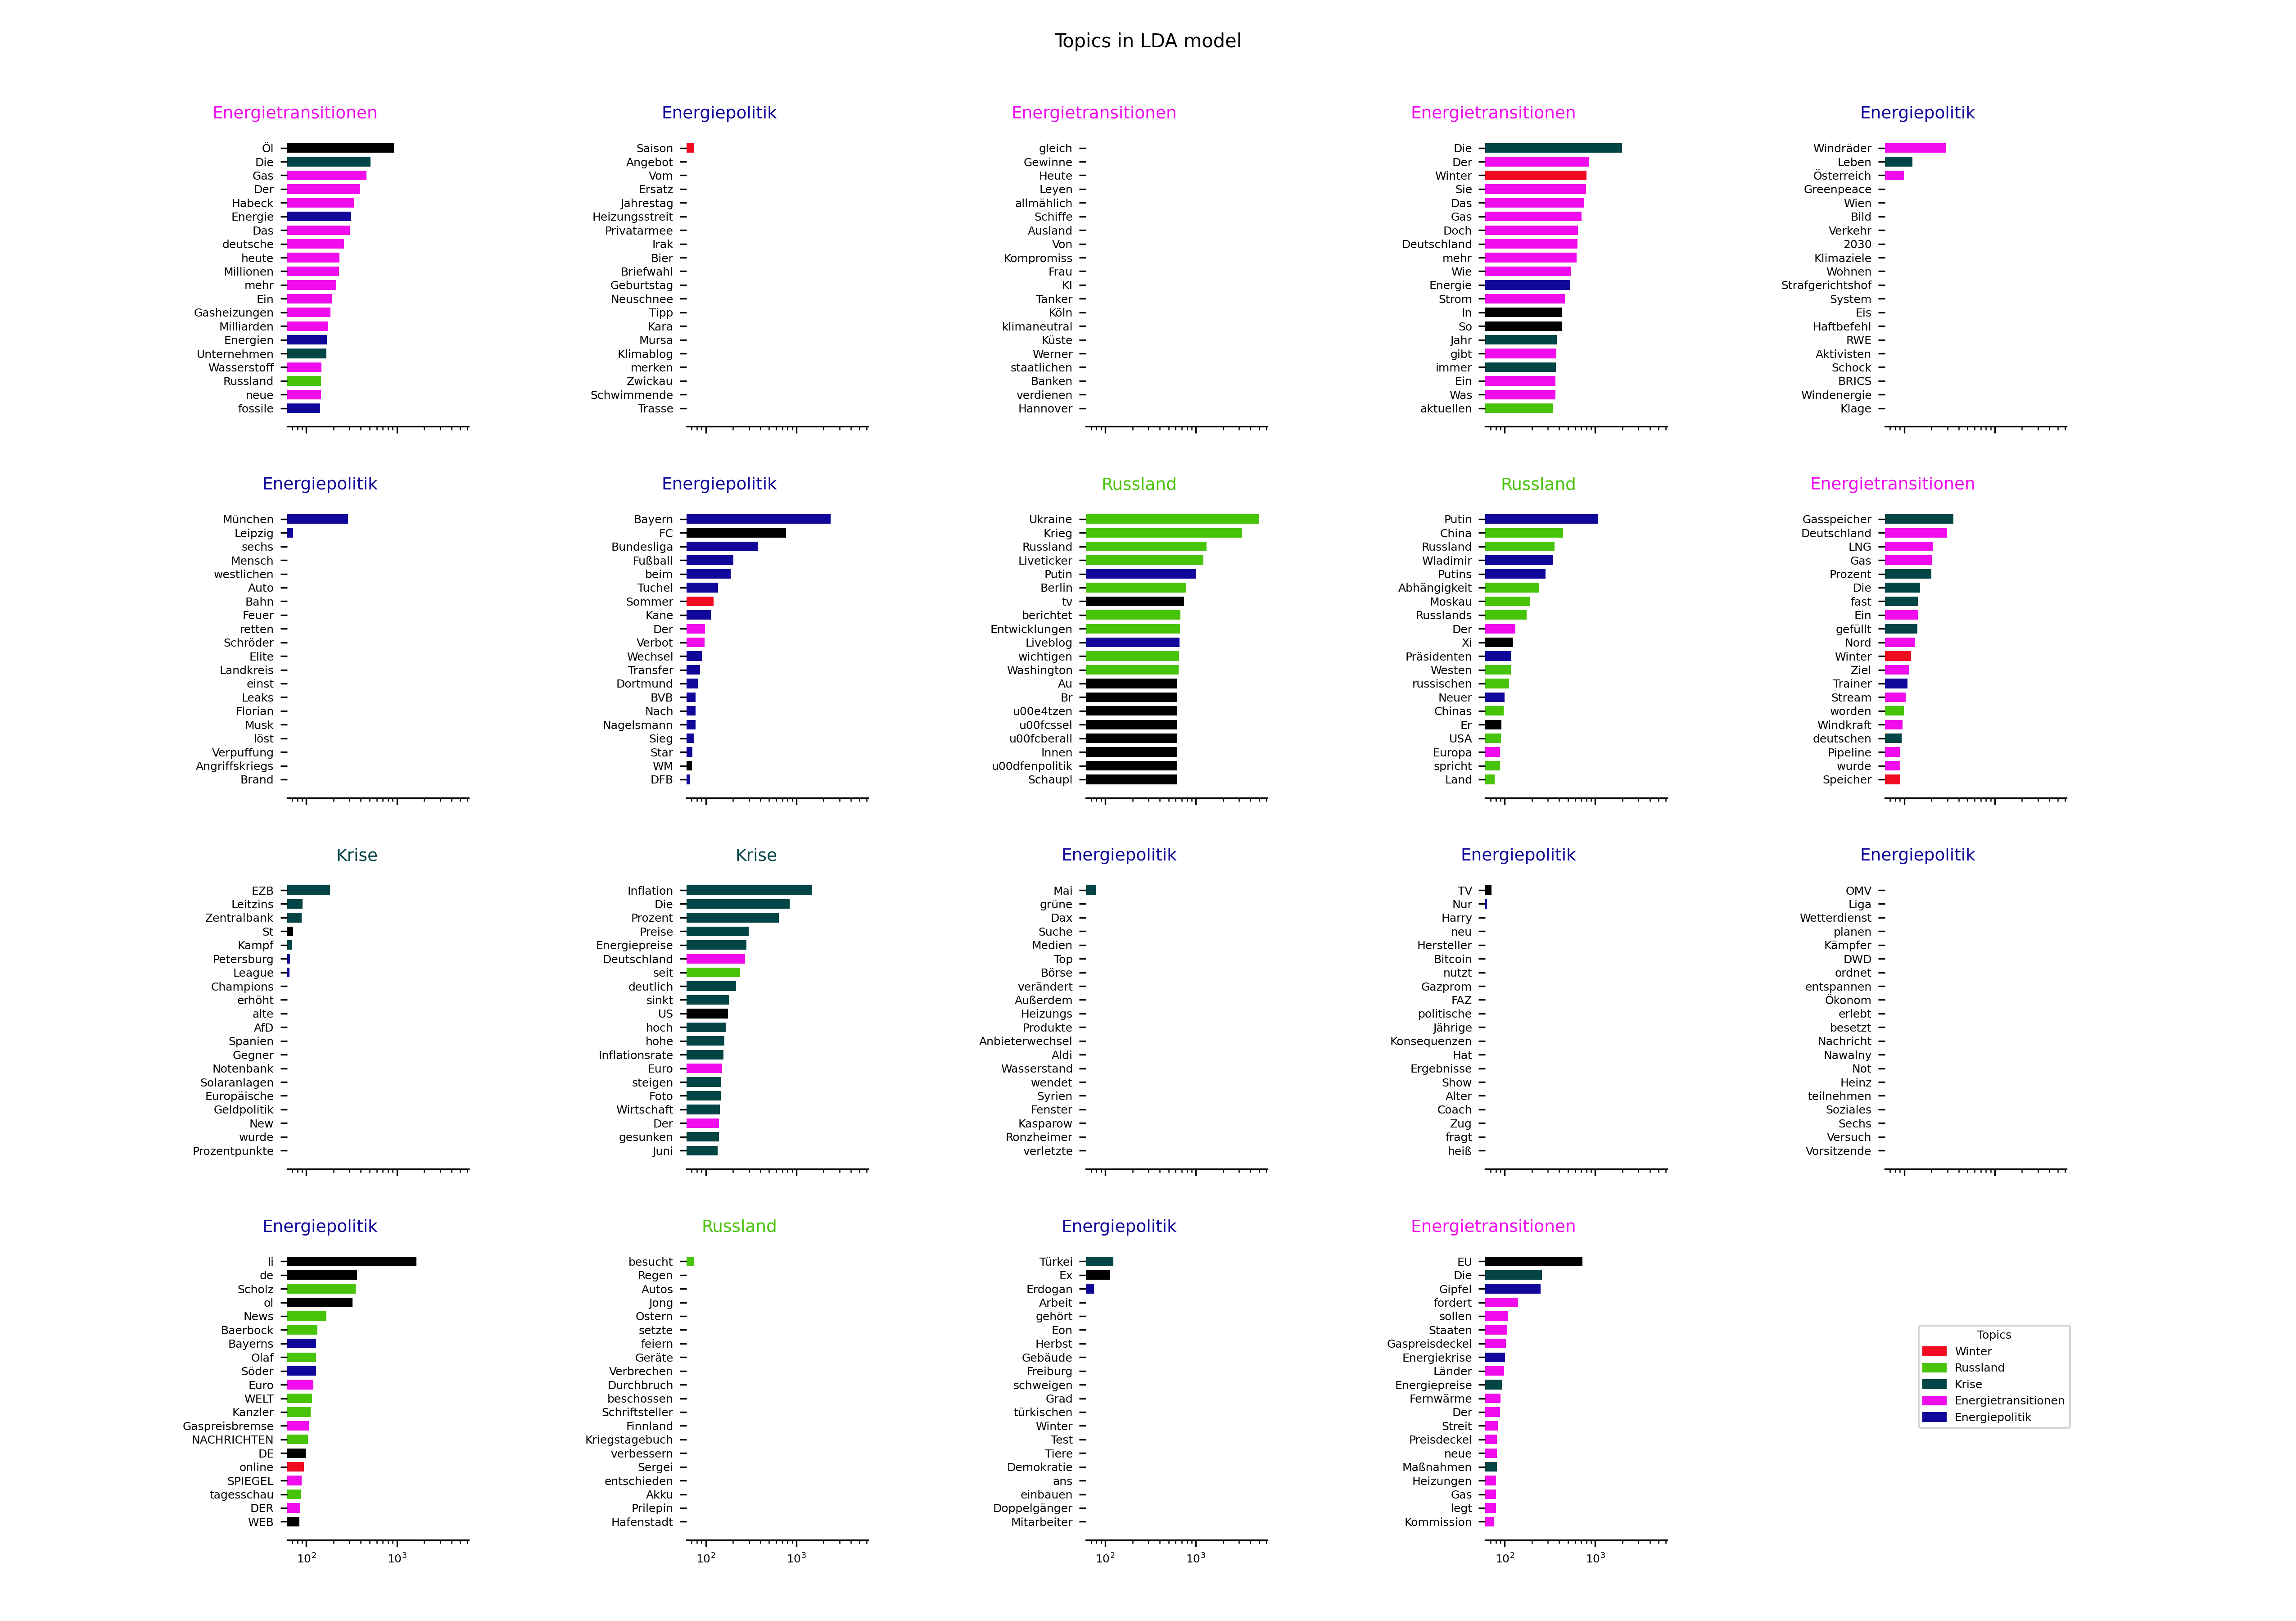 Topics in LDA model
Energietransitionen
Öl
Die
Gas
Der
Habeck
Energie
Das
deutsche
heute
Millionen
mehr
Ein
Gasheizungen
Milliarden
Energien
Unternehmen
Wasserstoff
Russland
neue
fossile
Energiepolitik
Saison
Angebot
Vom
Ersatz
Jahrestag
Heizungsstreit
Privatarmee
Irak
Bier
Briefwahl
Geburtstag
Neuschnee
Tipp
Kara
Mursa
Klimablog
merken
Zwickau
Schwimmende
Trasse
Energietransitionen
gleich
Gewinne
Heute
Leyen
allmählich
Schiffe
Ausland
Von
Kompromiss
Frau
KI
Tanker
Köln
klimaneutral
Küste
Werner
staatlichen
Banken
verdienen
Hannover
Energietransitionen
Die
Der
Winter
Sie
Das
Gas
Doch
Deutschland
mehr
Wie
Energie
Strom
In
So
Jahr
gibt
immer
Ein
Was
aktuellen
Energiepolitik
Windräder
Leben
Österreich
Greenpeace
Wien
Bild
Verkehr
2030
Klimaziele
Wohnen
Strafgerichtshof
System
Eis
Haftbefehl
RWE
Aktivisten
Schock
BRICS
Windenergie
Klage
Energiepolitik
München
Leipzig
sechs
Mensch
westlichen
Auto
Bahn
Feuer
retten
Schröder
Elite
Landkreis
einst
Leaks
Florian
Musk
löst
Verpuffung
Angriffskriegs
Brand
Energiepolitik
Bayern
FC
Bundesliga
Fußball
beim
Tuchel
Sommer
Kane
Der
Verbot
Wechsel
Transfer
Dortmund
BVB
Nach
Nagelsmann
Sieg
Star
WM
DFB
Russland
Ukraine
Krieg
Russland
Liveticker
Putin
Berlin
tv
berichtet
Entwicklungen
Liveblog
wichtigen
Washington
Au
Br
u00e4tzen
u00fcssel
u00fcberall
Innen
u00dfenpolitik
Schaupl
Russland
Putin
China
Russland
Wladimir
Putins
Abhängigkeit
Moskau
Russlands
Der
Xi
Präsidenten
Westen
russischen
Neuer
Chinas
Er
USA
Europa
spricht
Land
Energietransitionen
Gasspeicher
Deutschland
LNG
Gas
Prozent
Die
fast
Ein
gefüllt
Nord
Winter
Ziel
Trainer
Stream
worden
Windkraft
deutschen
Pipeline
wurde
Speicher
Krise
EZB
Leitzins
Zentralbank
St
Kampf
Petersburg
League
Champions
erhöht
alte
AfD
Spanien
Gegner
Notenbank
Solaranlagen
Europäische
Geldpolitik
New
wurde
Prozentpunkte
Krise
Inflation
Die
Prozent
Preise
Energiepreise
Deutschland
seit
deutlich
sinkt
US
hoch
hohe
Inflationsrate
Euro
steigen
Foto
Wirtschaft
Der
gesunken
Juni
Energiepolitik
Mai
grüne
Dax
Suche
Medien
Top
Börse
verändert
Außerdem
Heizungs
Produkte
Anbieterwechsel
Aldi
Wasserstand
wendet
Syrien
Fenster
Kasparow
Ronzheimer
verletzte
Energiepolitik
TV
Nur
Harry
neu
Hersteller
Bitcoin
nutzt
Gazprom
FAZ
politische
Jährige
Konsequenzen
Hat
Ergebnisse
Show
Alter
Coach
Zug
fragt
heiß
Energiepolitik
OMV
Liga
Wetterdienst
planen
Kämpfer
DWD
ordnet
entspannen
Ökonom
erlebt
besetzt
Nachricht
Nawalny
Not
Heinz
teilnehmen
Soziales
Sechs
Versuch
Vorsitzende
Energiepolitik
li
de
Scholz
ol
News
Baerbock
Bayerns
Olaf
Söder
Euro
WELT
Kanzler
Gaspreisbremse
NACHRICHTEN
DE
online
SPIEGEL
tagesschau
DER
WEB
10² 10³
Russland
besucht
Regen
Autos
Jong
Ostern
setzte
feiern
Geräte
Verbrechen
Durchbruch
beschossen
Schriftsteller
Finnland
Kriegstagebuch
verbessern
Sergei
entschieden
Akku
Prilepin
Hafenstadt
10² 10³
Energiepolitik
Türkei
Ex
Erdogan
Arbeit
gehört
Eon
Herbst
Gebäude
Freiburg
schweigen
Grad
türkischen
Winter
Test
Tiere
Demokratie
ans
einbauen
Doppelgänger
Mitarbeiter
10² 10³
Energietransitionen
EU
Die
Gipfel
fordert
sollen
Staaten
Gaspreisdeckel
Energiekrise
Länder
Energiepreise
Fernwärme
Der
Streit
Preisdeckel
neue
Maßnahmen
Heizungen
Gas
legt
Kommission
10² 10³
Topics
Winter
Russland
Krise
Energietransitionen
Energiepolitik